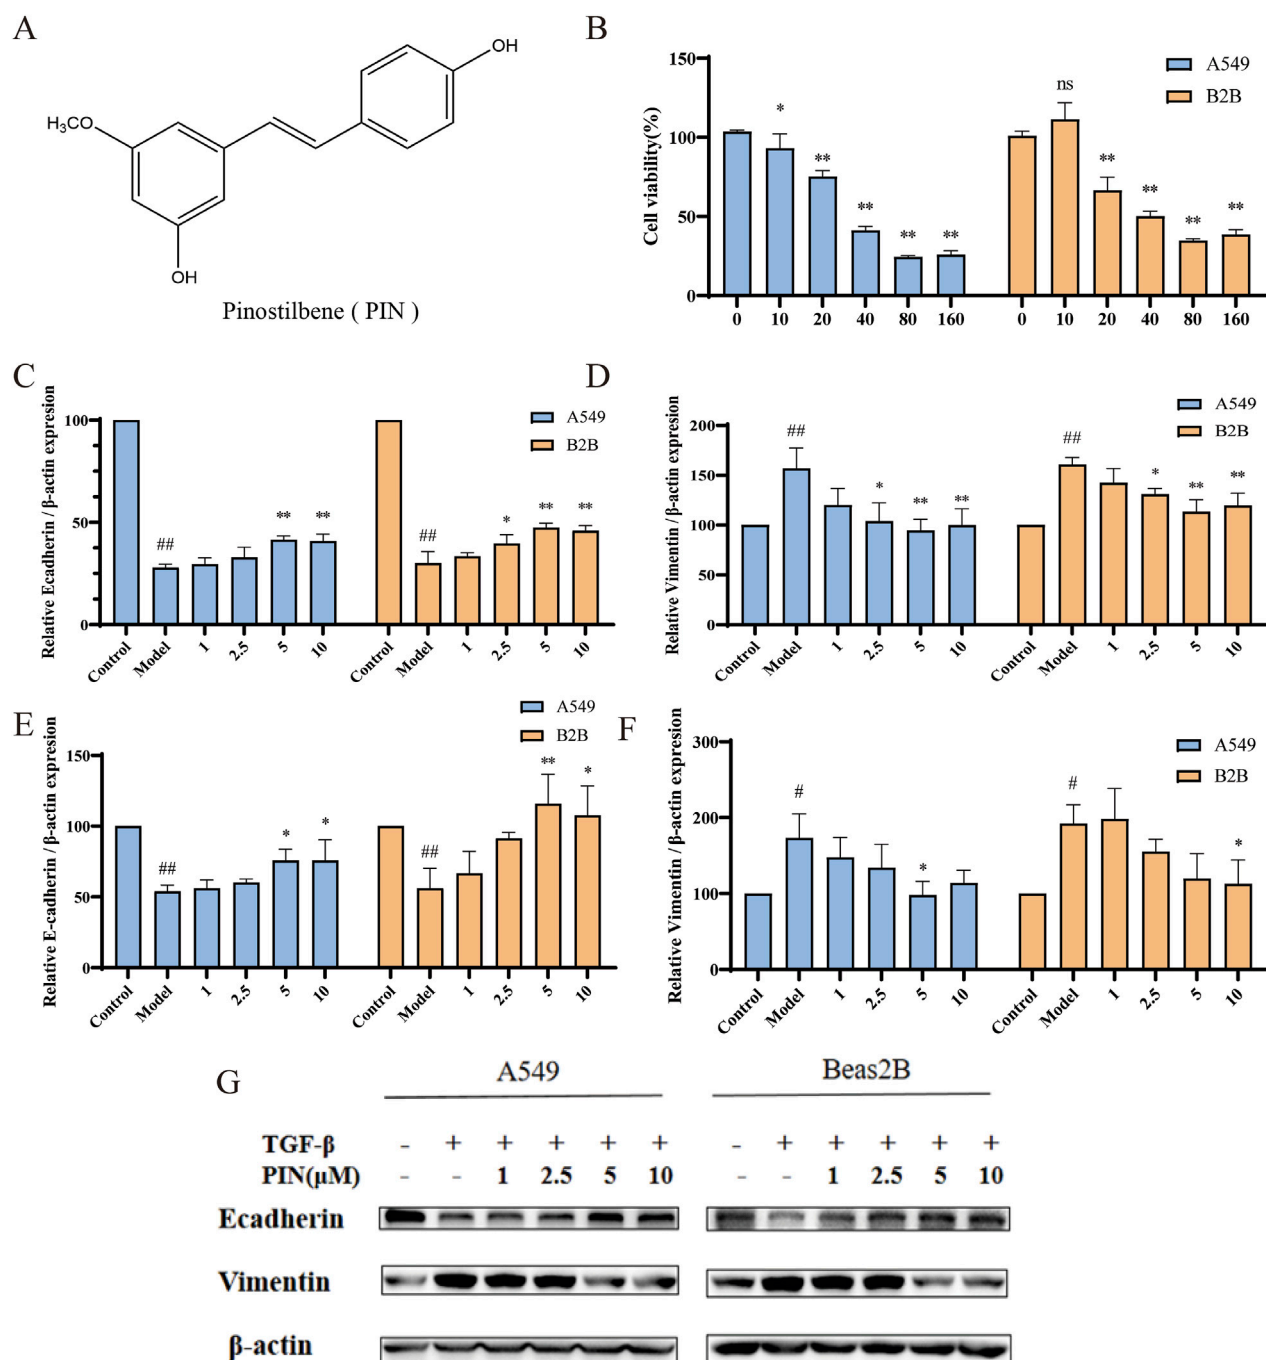 A
OH
H₃CO
OH
Pinostilbene ( PIN )
B
Cell viability(%)
150
100
50
0
A549
B2B
* ** ** ** **
ns ** ** ** **
0 10 20 40 80 160 0 10 20 40 80 160
C
Relative Ecadherin / β-actin expresion
100
50
0
A549
B2B
## ** **
## * ** **
Control Model 1 2.5 5 10 Control Model 1 2.5 5 10
D
Relative Vimentin / β-actin expresion
200
150
100
50
0
A549
B2B
## * ** **
## * ** **
Control Model 1 2.5 5 10 Control Model 1 2.5 5 10
E
Relative E-cadherin / β-actin expresion
150
100
50
0
A549
B2B
## * *
## ** *
Control Model 1 2.5 5 10 Control Model 1 2.5 5 10
F
Relative Vimentin / β-actin expresion
300
200
100
0
A549
B2B
# *
# *
Control Model 1 2.5 5 10 Control Model 1 2.5 5 10
G
A549 Beas2B
TGF-β - + + + + + - + + + + +
PIN(μM) - - 1 2.5 5 10 - - 1 2.5 5 10
Ecadherin
Vimentin
β-actin